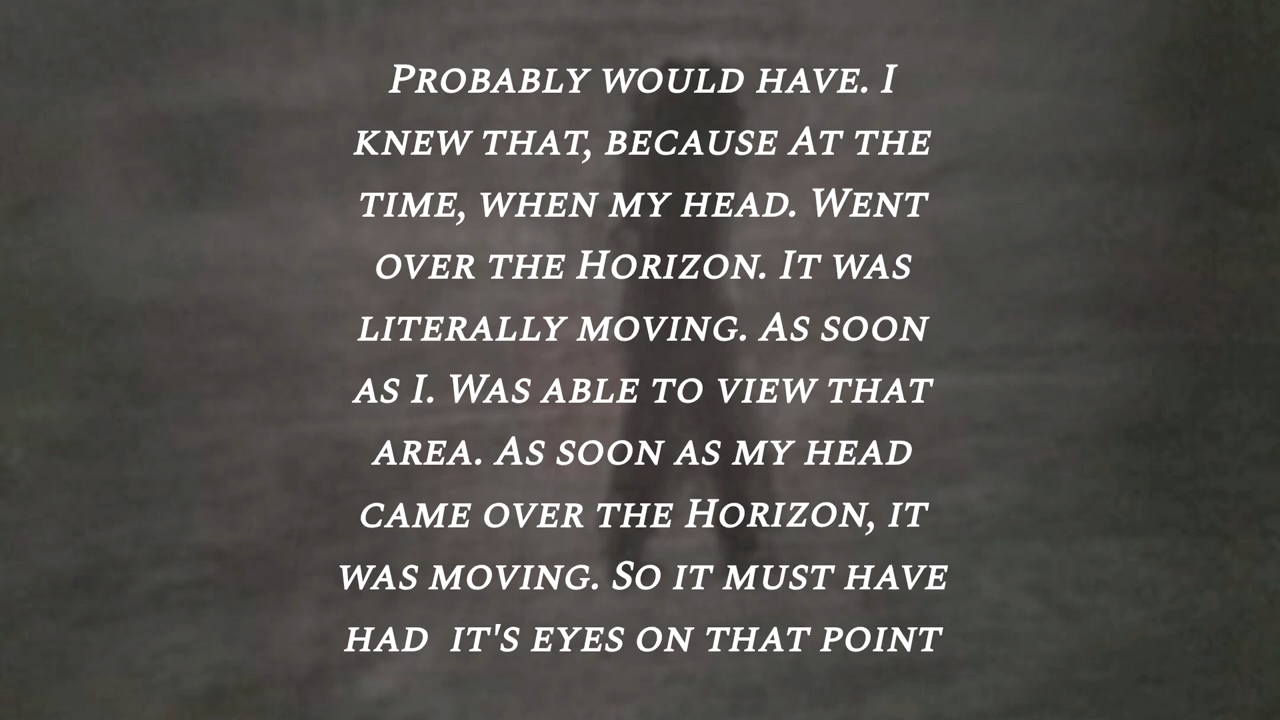 Probably would have. I
knew that, because At the
time, when my head. Went
over the Horizon. It was
literally moving. As soon
as I. Was able to view that
area. As soon as my head
came over the Horizon, it
was moving. So it must have
had  it's eyes on that point